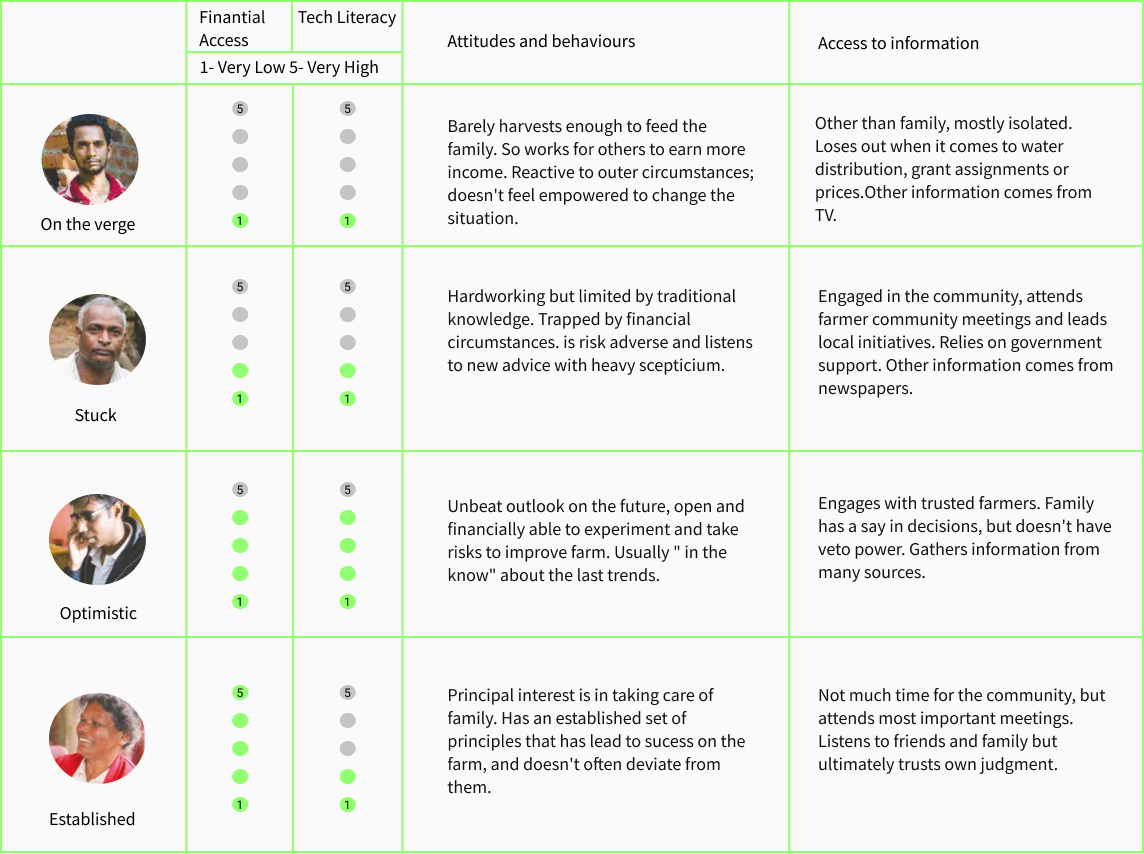 Finantial
Access
Tech Literacy
1- Very Low 5- Very High
Attitudes and behaviours
Access to information
5
1
5
1
On the verge
Barely harvests enough to feed the
family. So works for others to earn more
income. Reactive to outer circumstances;
doesn't feel empowered to change the
situation.
Other than family, mostly isolated.
Loses out when it comes to water
distribution, grant assignments or
prices.Other information comes from
TV.
5
1
5
1
Stuck
Hardworking but limited by traditional
knowledge. Trapped by financial
circumstances. is risk adverse and listens
to new advice with heavy scepticium.
Engaged in the community, attends
farmer community meetings and leads
local initiatives. Relies on government
support. Other information comes from
newspapers.
5
1
5
1
Optimistic
Unbeat outlook on the future, open and
financially able to experiment and take
risks to improve farm. Usually " in the
know" about the last trends.
Engages with trusted farmers. Family
has a say in decisions, but doesn't have
veto power. Gathers information from
many sources.
5
1
5
1
Established
Principal interest is in taking care of
family. Has an established set of
principles that has lead to sucess on the
farm, and doesn't often deviate from
them.
Not much time for the community, but
attends most important meetings.
Listens to friends and family but
ultimately trusts own judgment.